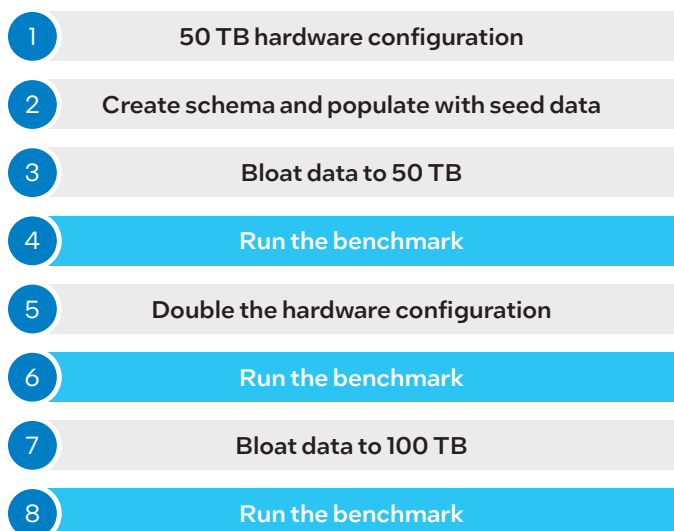 1 50 TB hardware configuration
2 Create schema and populate with seed data
3 Bloat data to 50 TB
4 Run the benchmark
5 Double the hardware configuration
6 Run the benchmark
7 Bloat data to 100 TB
8 Run the benchmark